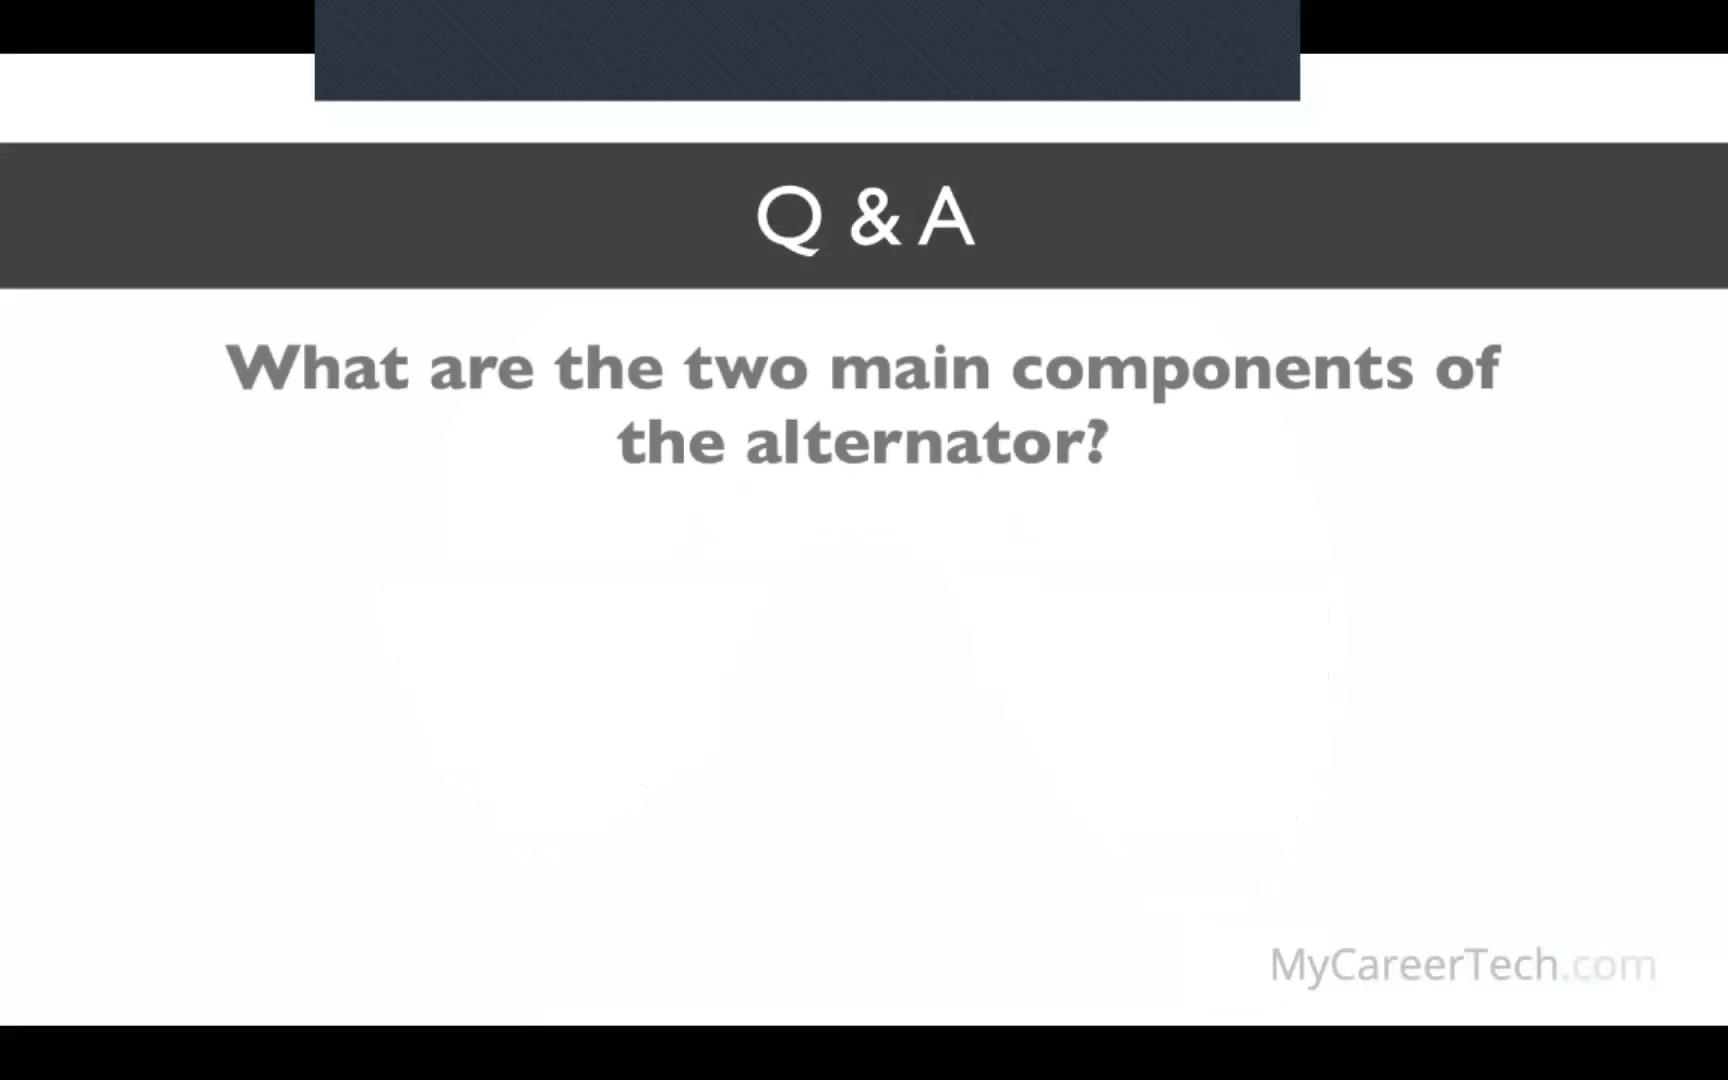 Q & A
What are the two main components of
the alternator?
MyCareerTech.com